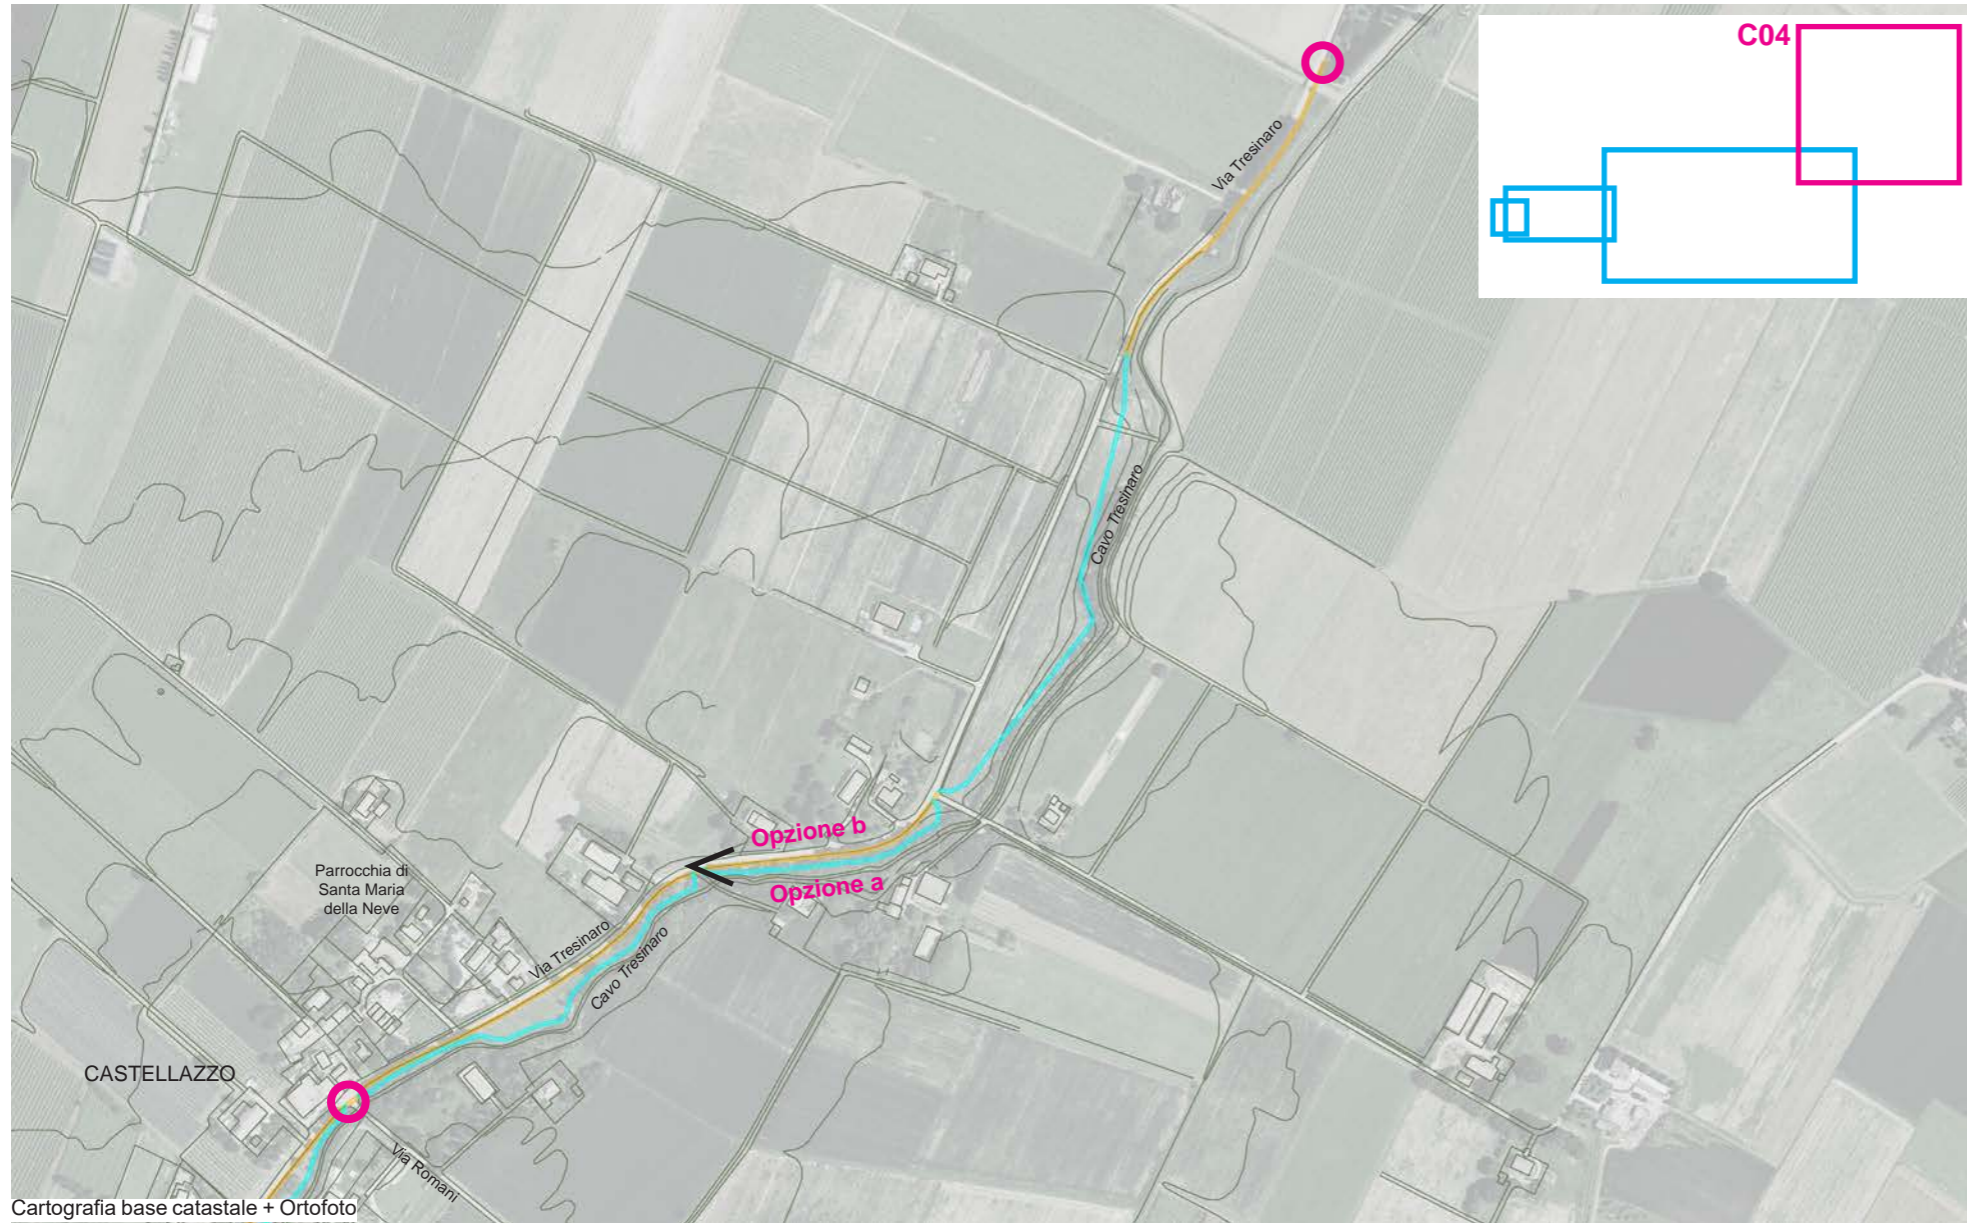 C04
Via Tresinaro
Cavo Tresinaro
Opzione b
Opzione a
Parrocchia di
Santa Maria
della Neve
Via Tresinaro
Cavo Tresinaro
CASTELLAZZO
Via Romani
Cartografia base catastale + Ortofoto